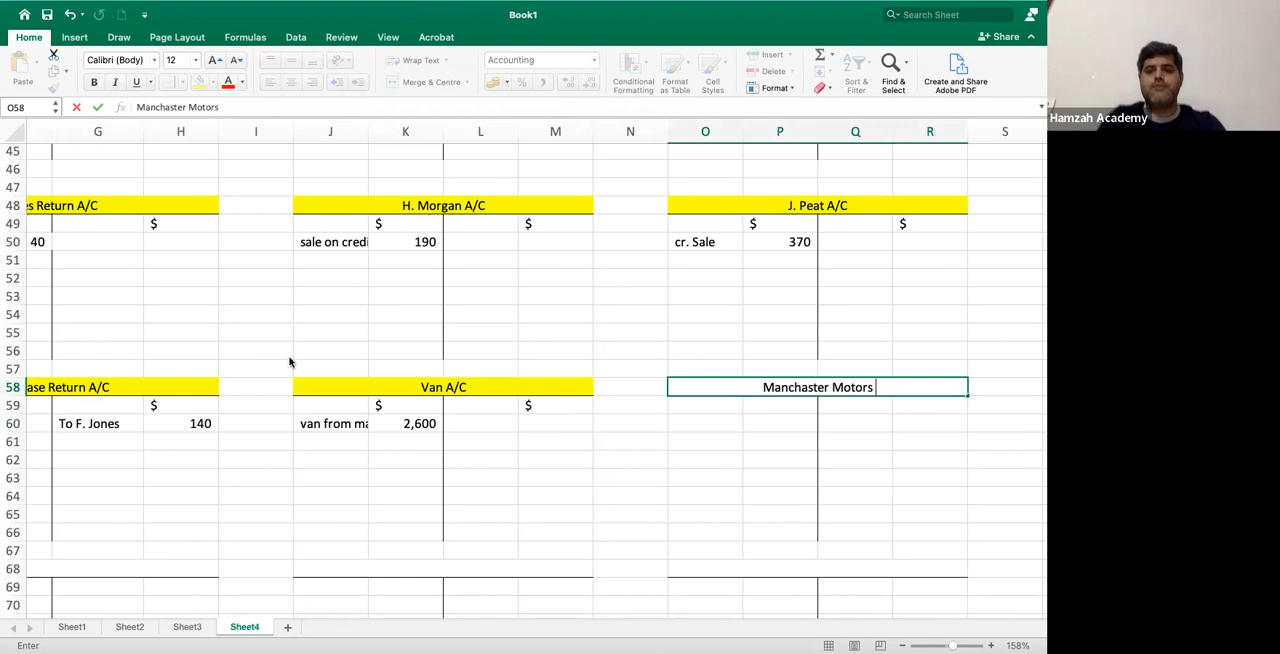 Book1
Search Sheet
Home Insert Draw Page Layout Formulas Data Review View Acrobat
Share
Paste
Calibri (Body) 12
B I U
Wrap Text
Merge & Centre
Accounting
Conditional Formatting
Format as Table
Cell Styles
Insert
Delete
Format
Sort & Filter
Find & Select
Create and Share Adobe PDF
O58 fx Manchaster Motors
Hamzah Academy
G H I J K L M N O P Q R S
45
46
47
48 es Return A/C H. Morgan A/C J. Peat A/C
49 $ $ $ $ $
50 40 sale on credi 190 cr. Sale 370
51
52
53
54
55
56
57
58 ase Return A/C Van A/C Manchaster Motors
59 $ $ $
60 To F. Jones 140 van from ma 2,600
61
62
63
64
65
66
67
68
69
70
Sheet1 Sheet2 Sheet3 Sheet4
Enter
158%